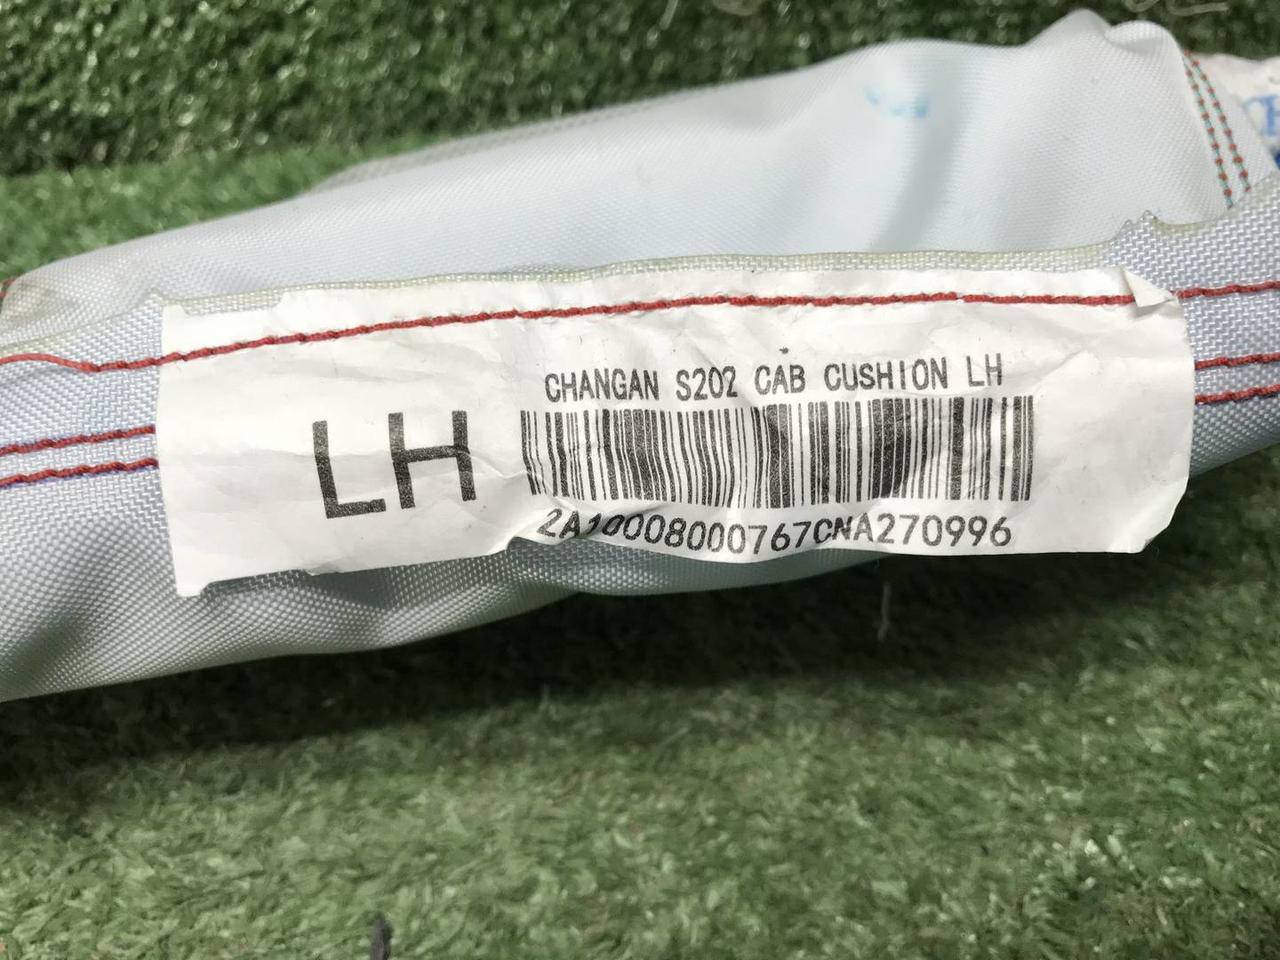 CHANGAN S202 CAB CUSHION LH
LH
2A10008000767CNA270996